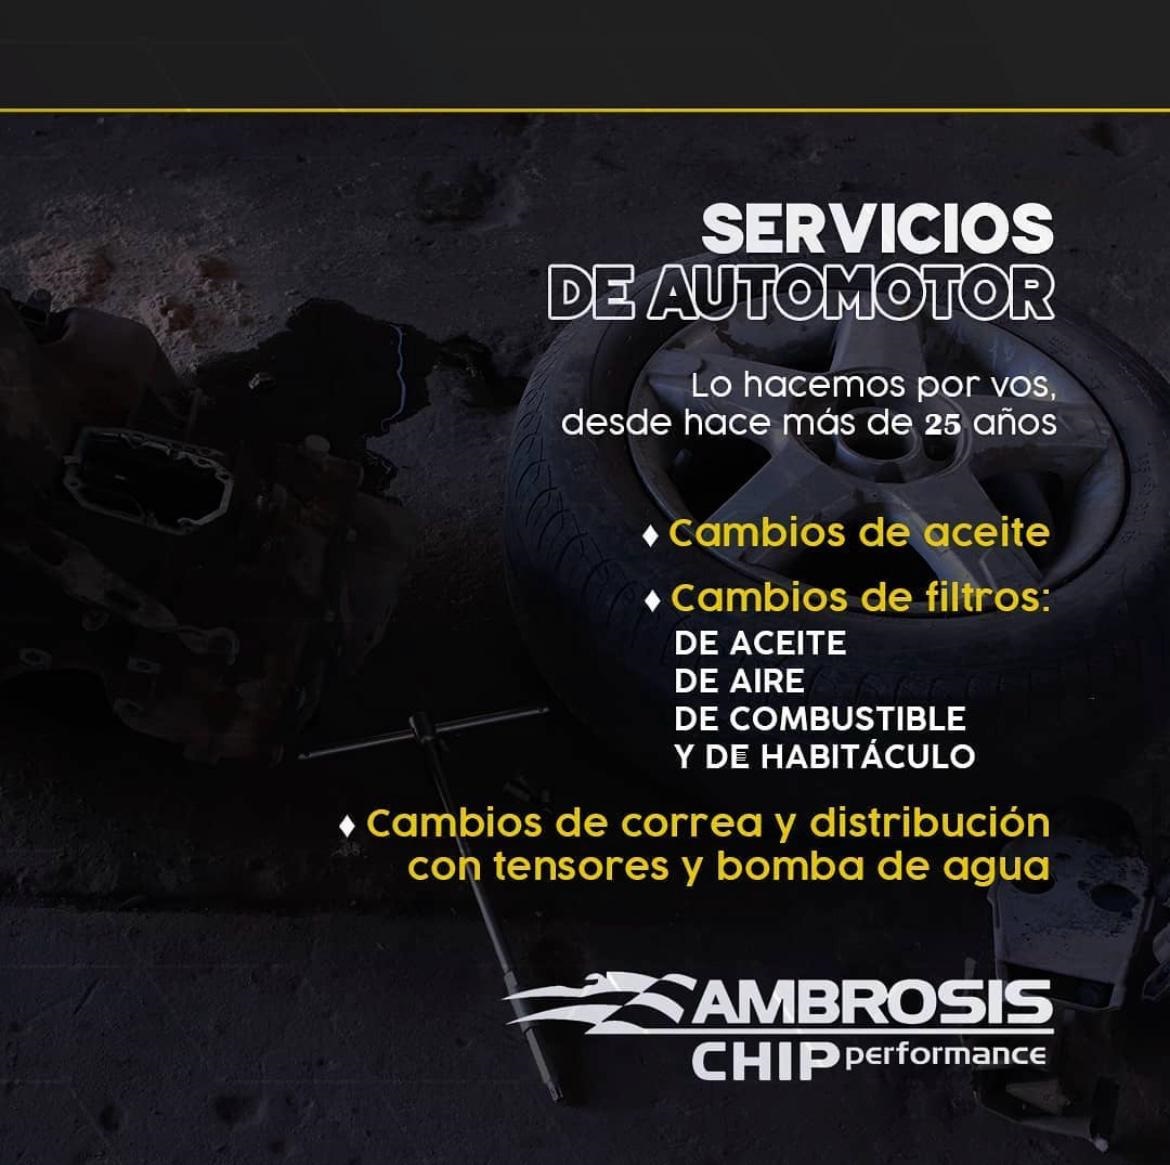 SERVICIOS
DE AUTOMOTOR
Lo hacemos por vos,
desde hace más de 25 años
♦ Cambios de aceite
♦ Cambios de filtros:
DE ACEITE
DE AIRE
DE COMBUSTIBLE
Y DE HABITÁCULO
♦ Cambios de correa y distribución
con tensores y bomba de agua
AMBROSIS
CHIP performance